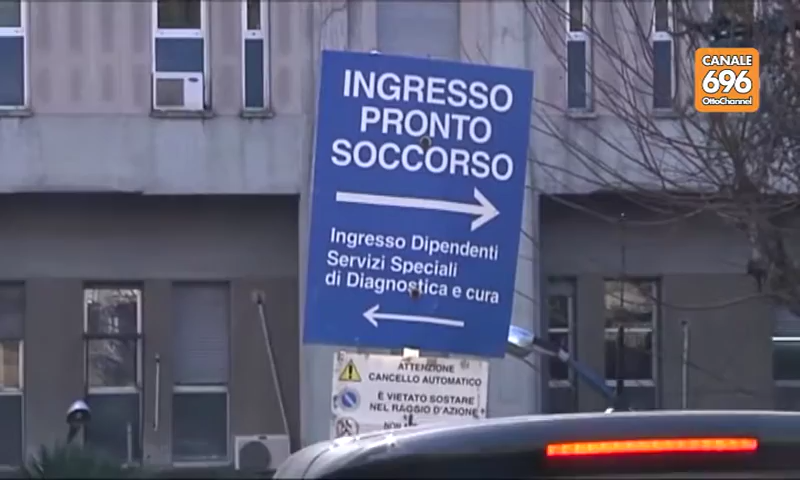 CANALE
696
OttoChannel
INGRESSO
PRONTO
SOCCORSO
Ingresso Dipendenti
Servizi Speciali
di Diagnostica e cura
ATTENZIONE
CANCELLO AUTOMATICO
È VIETATO SOSTARE
NEL RAGGIO D'AZIONE
NON